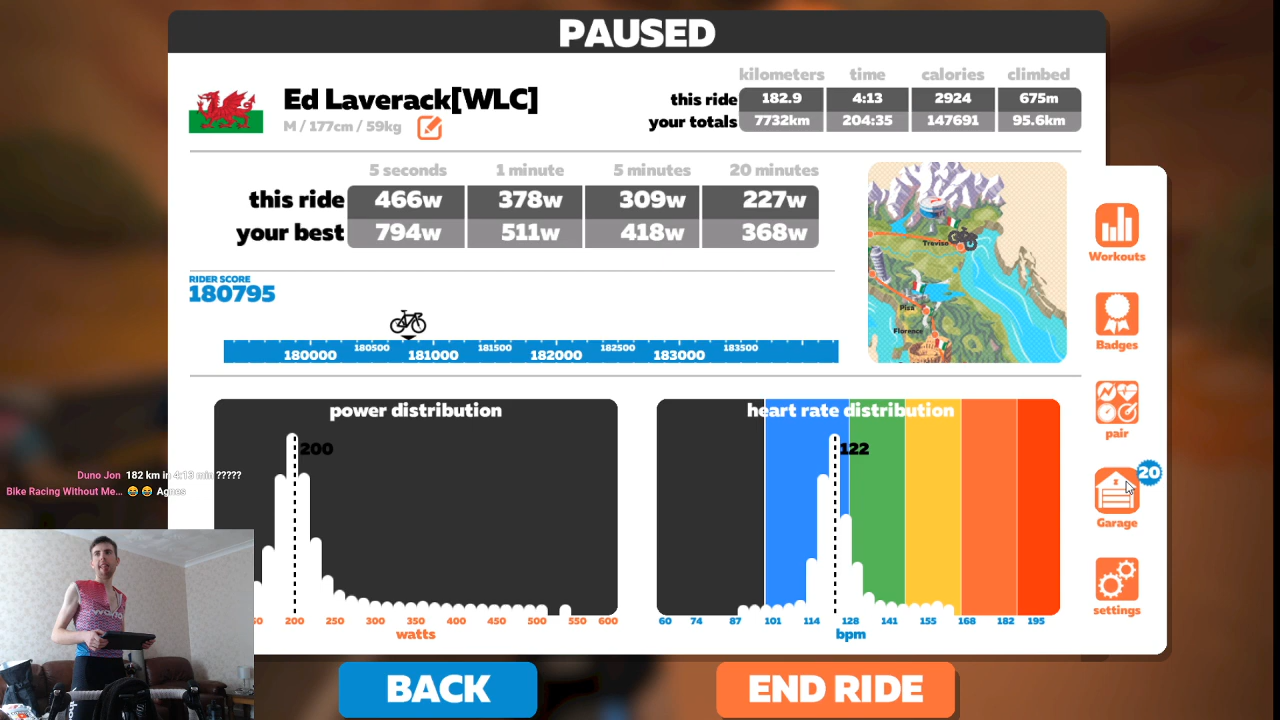 PAUSED
Ed Laverack[WLC]
M / 177cm / 59kg
kilometers time calories climbed
this ride 182.9 4:13 2924 675m
your totals 7732km 204:35 147691 95.6km
5 seconds 1 minute 5 minutes 20 minutes
this ride 466w 378w 309w 227w
your best 794w 511w 418w 368w
RIDER SCORE
180795
180000 180500 181000 181500 182000 182500 183000 183500
Treviso
Pisa
Florence
Workouts
Badges
pair
20
Garage
settings
power distribution
200
50 200 250 300 350 400 450 500 550 600
watts
heart rate distribution
122
60 74 87 101 114 128 141 155 168 182 195
bpm
Duno Jon 182 km in 4:13 min ?????
Bike Racing Without Me... Agnes
BACK
END RIDE